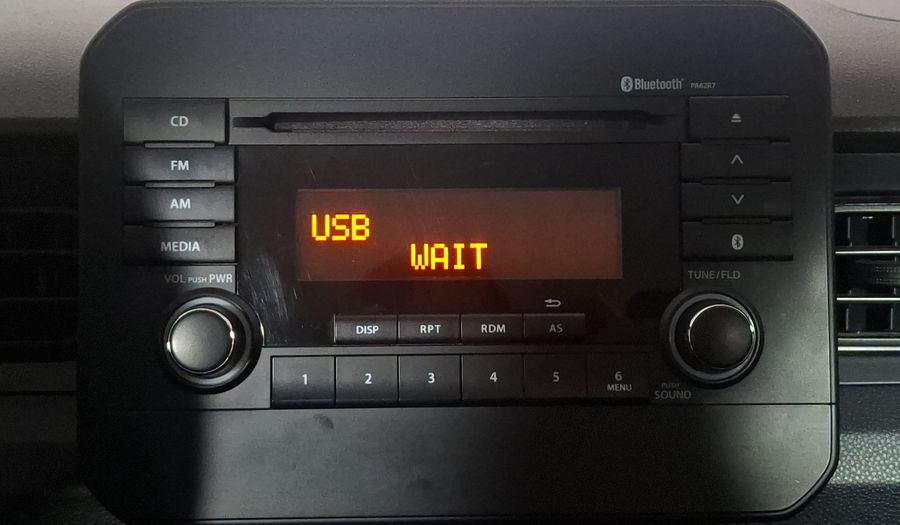 Bluetooth PA62R7
CD
FM
AM
MEDIA
USB
WAIT
VOL PUSH PWR
TUNE/FLD
DISP RPT RDM AS
1 2 3 4 5 6
MENU
PUSH
SOUND